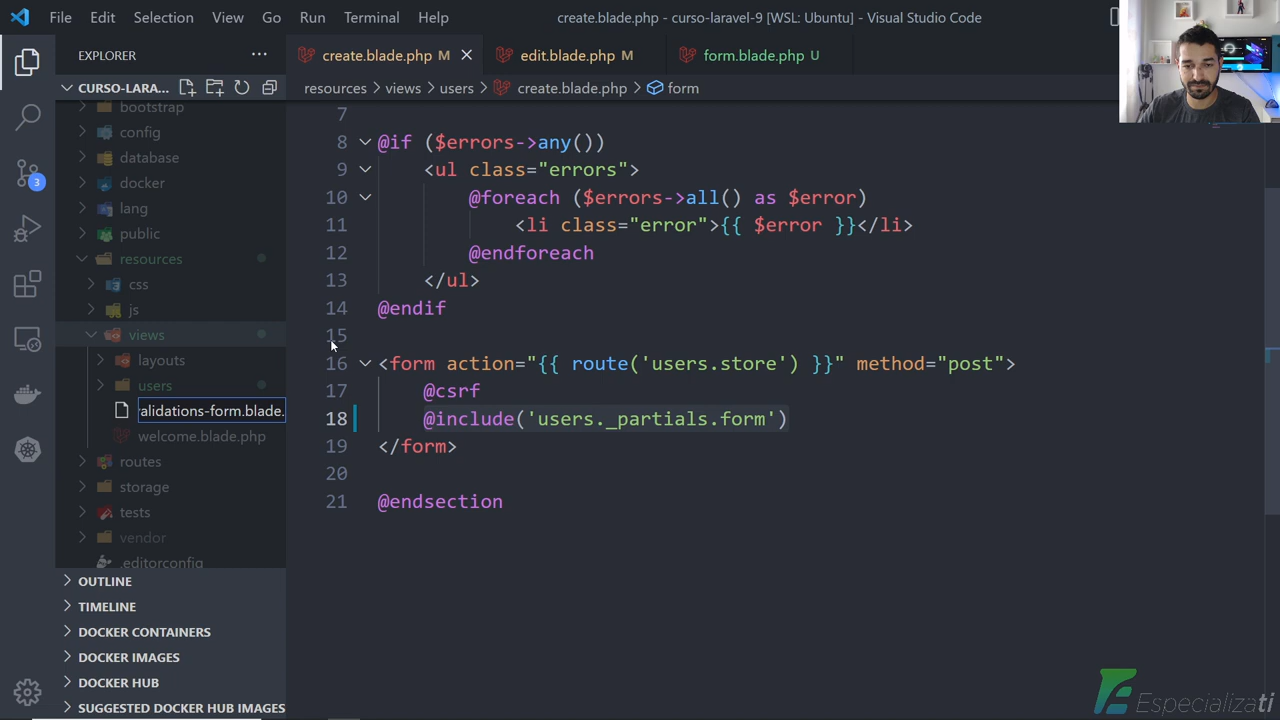 File Edit Selection View Go Run Terminal Help create.blade.php - curso-laravel-9 [WSL: Ubuntu] - Visual Studio Code
EXPLORER ···
create.blade.php M
edit.blade.php M
form.blade.php U
CURSO-LARA...
resources > views > users > create.blade.php > form
bootstrap
config
database
docker
lang
public
resources
css
js
views
layouts
users
alidations-form.blade.
welcome.blade.php
routes
storage
tests
vendor
.editorconfig
OUTLINE
TIMELINE
DOCKER CONTAINERS
DOCKER IMAGES
DOCKER HUB
SUGGESTED DOCKER HUB IMAGES
3
7
8 @if ($errors->any())
9 <ul class="errors">
10 @foreach ($errors->all() as $error)
11 <li class="error">{{ $error }}</li>
12 @endforeach
13 </ul>
14 @endif
15
16 <form action="{{ route('users.store') }}" method="post">
17 @csrf
18 @include('users._partials.form')
19 </form>
20
21 @endsection
Especializati